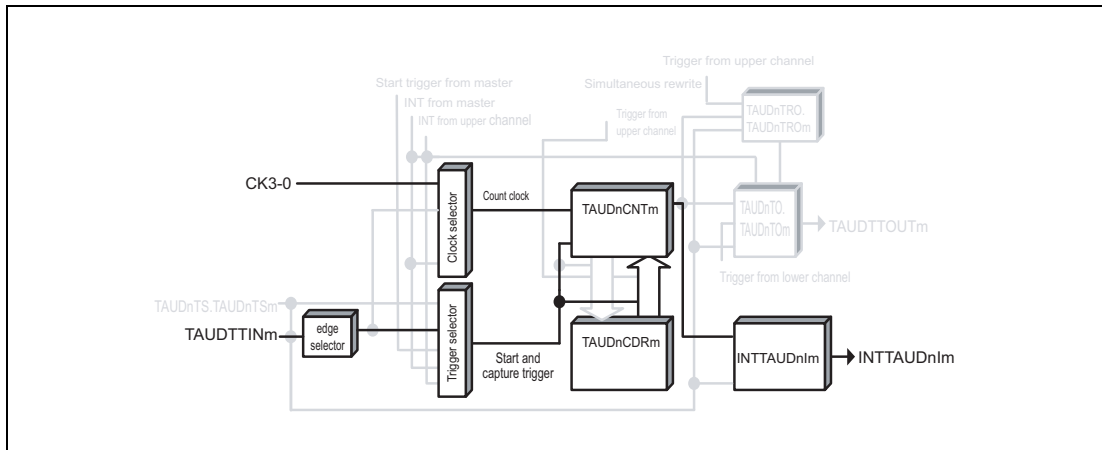 Trigger from upper channel
Simultaneous rewrite
Start trigger from master
INT from master
INT from upper channel
Trigger from
upper channel
TAUDnTRO.
TAUDnTROm
CK3-0
Clock selector
Count clock
TAUDnCNTm
TAUDnTO.
TAUDnTOm
TAUDTTOUTm
Trigger from lower channel
TAUDnTS.TAUDnTSm
TAUDTTINm
edge
selector
Trigger selector
Start and
capture trigger
TAUDnCDRm
INTTAUDnIm
INTTAUDnIm